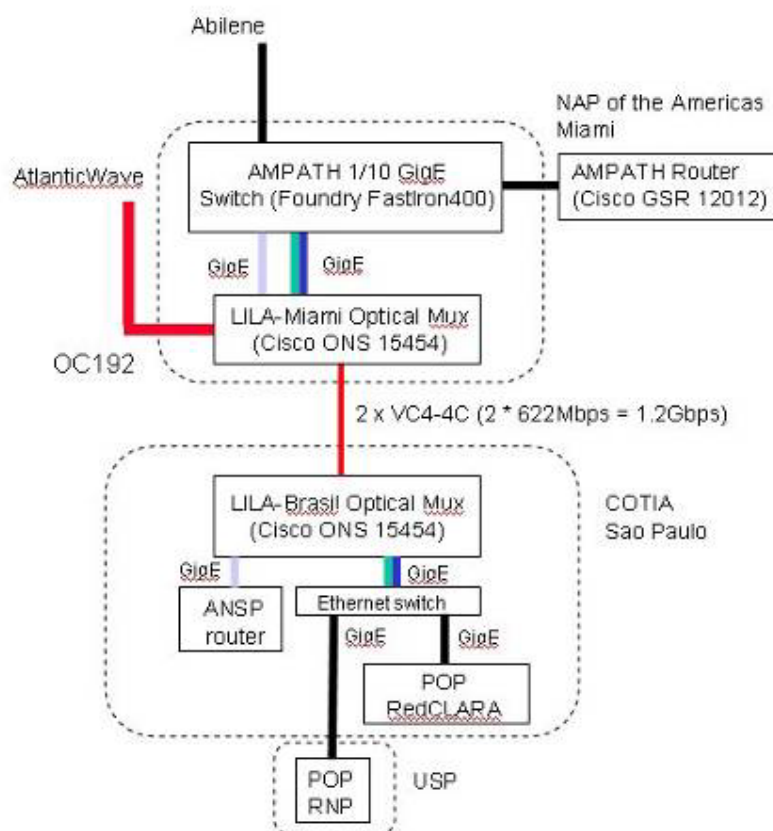 Abilene
NAP of the Americas
Miami
AMPATH 1/10 GigE
Switch (Foundry FastIron400)
AtlanticWave
AMPATH Router
(Cisco GSR 12012)
GigE
GigE
LILA-Miami Optical Mux
(Cisco ONS 15454)
OC192
2 x VC4-4C (2 * 622Mbps = 1.2Gbps)
LILA-Brasil Optical Mux
(Cisco ONS 15454)
COTIA
Sao Paulo
GigE
GigE
ANSP
router
Ethernet switch
GigE
GigE
POP
RedCLARA
POP
RNP
USP